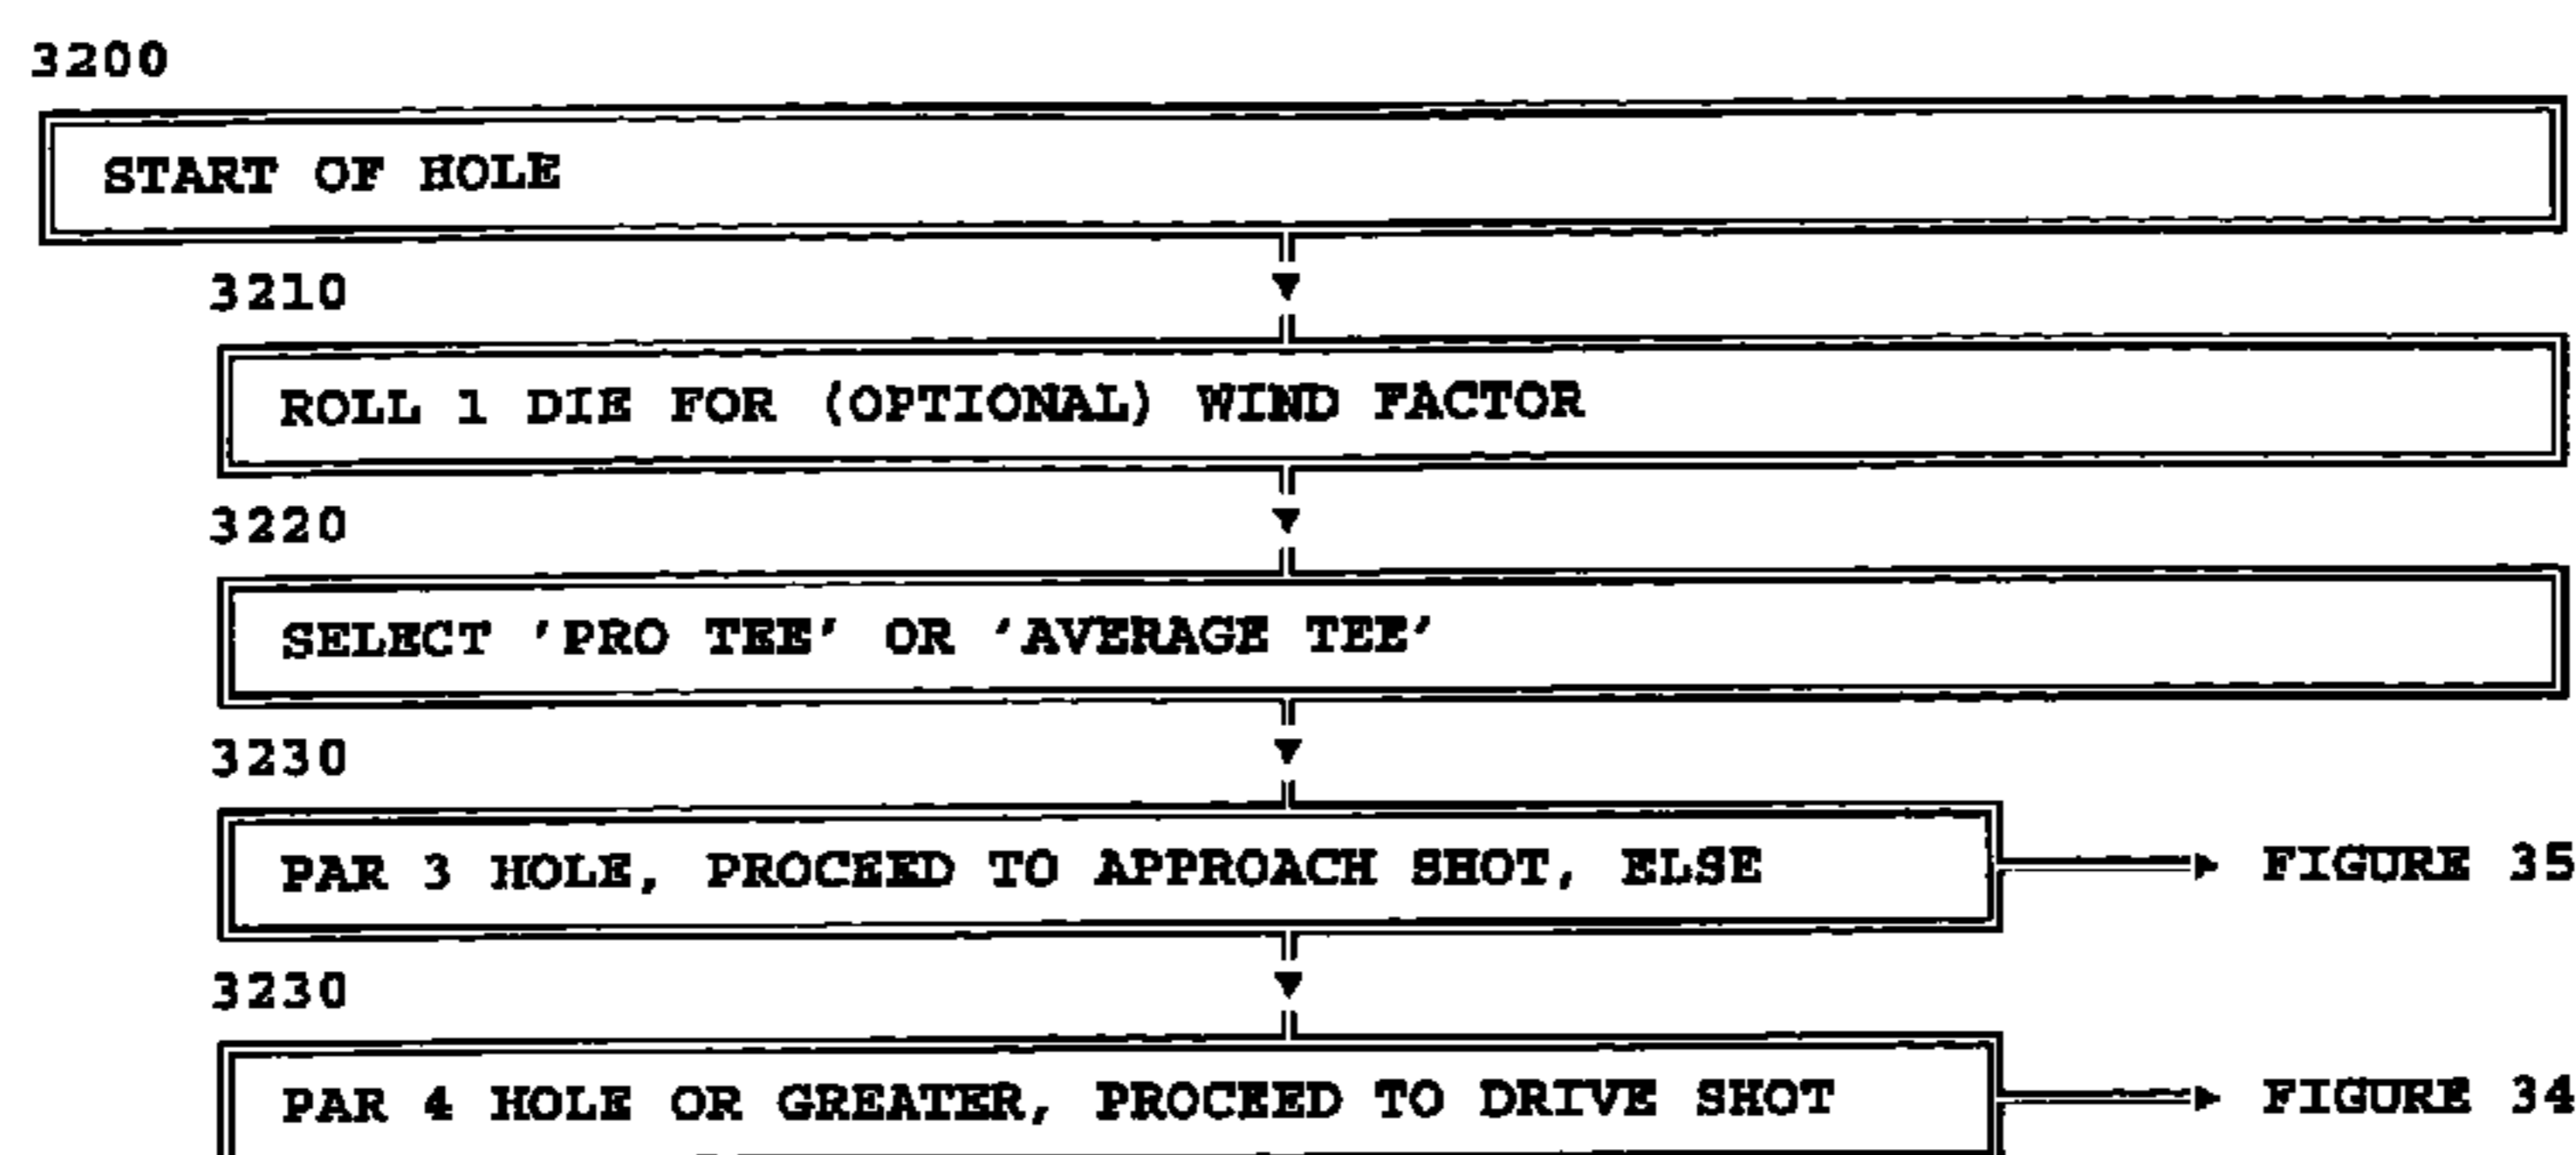 3200
START OF HOLE
3210
ROLL 1 DIE FOR (OPTIONAL) WIND FACTOR
3220
SELECT 'PRO TEE' OR 'AVERAGE TEE'
3230
PAR 3 HOLE, PROCEED TO APPROACH SHOT, ELSE
FIGURE 35
3230
PAR 4 HOLE OR GREATER, PROCEED TO DRIVE SHOT
FIGURE 34